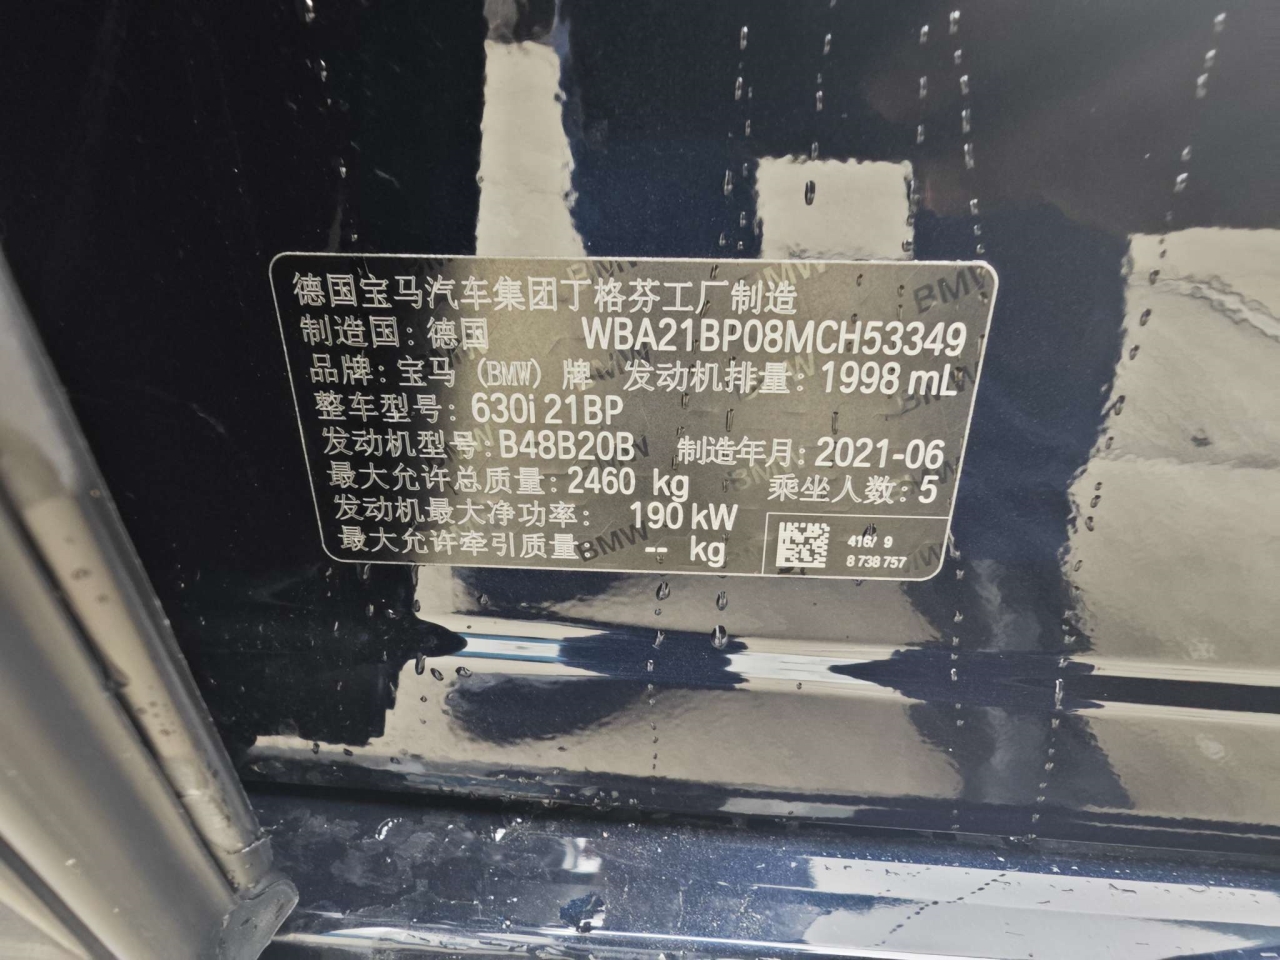 德国宝马汽车集团丁格芬工厂制造
制造国：德国 WBA21BP08MCH53349
品牌：宝马（BMW）牌 发动机排量：1998 mL
整车型号：630i 21BP
发动机型号：B48B20B 制造年月：2021-06
最大允许总质量：2460 kg 乘坐人数：5
发动机最大净功率：190 kW
最大允许牵引质量： -- kg
416/ 9
8 738 757
BMW
BMW
BMW
BMW